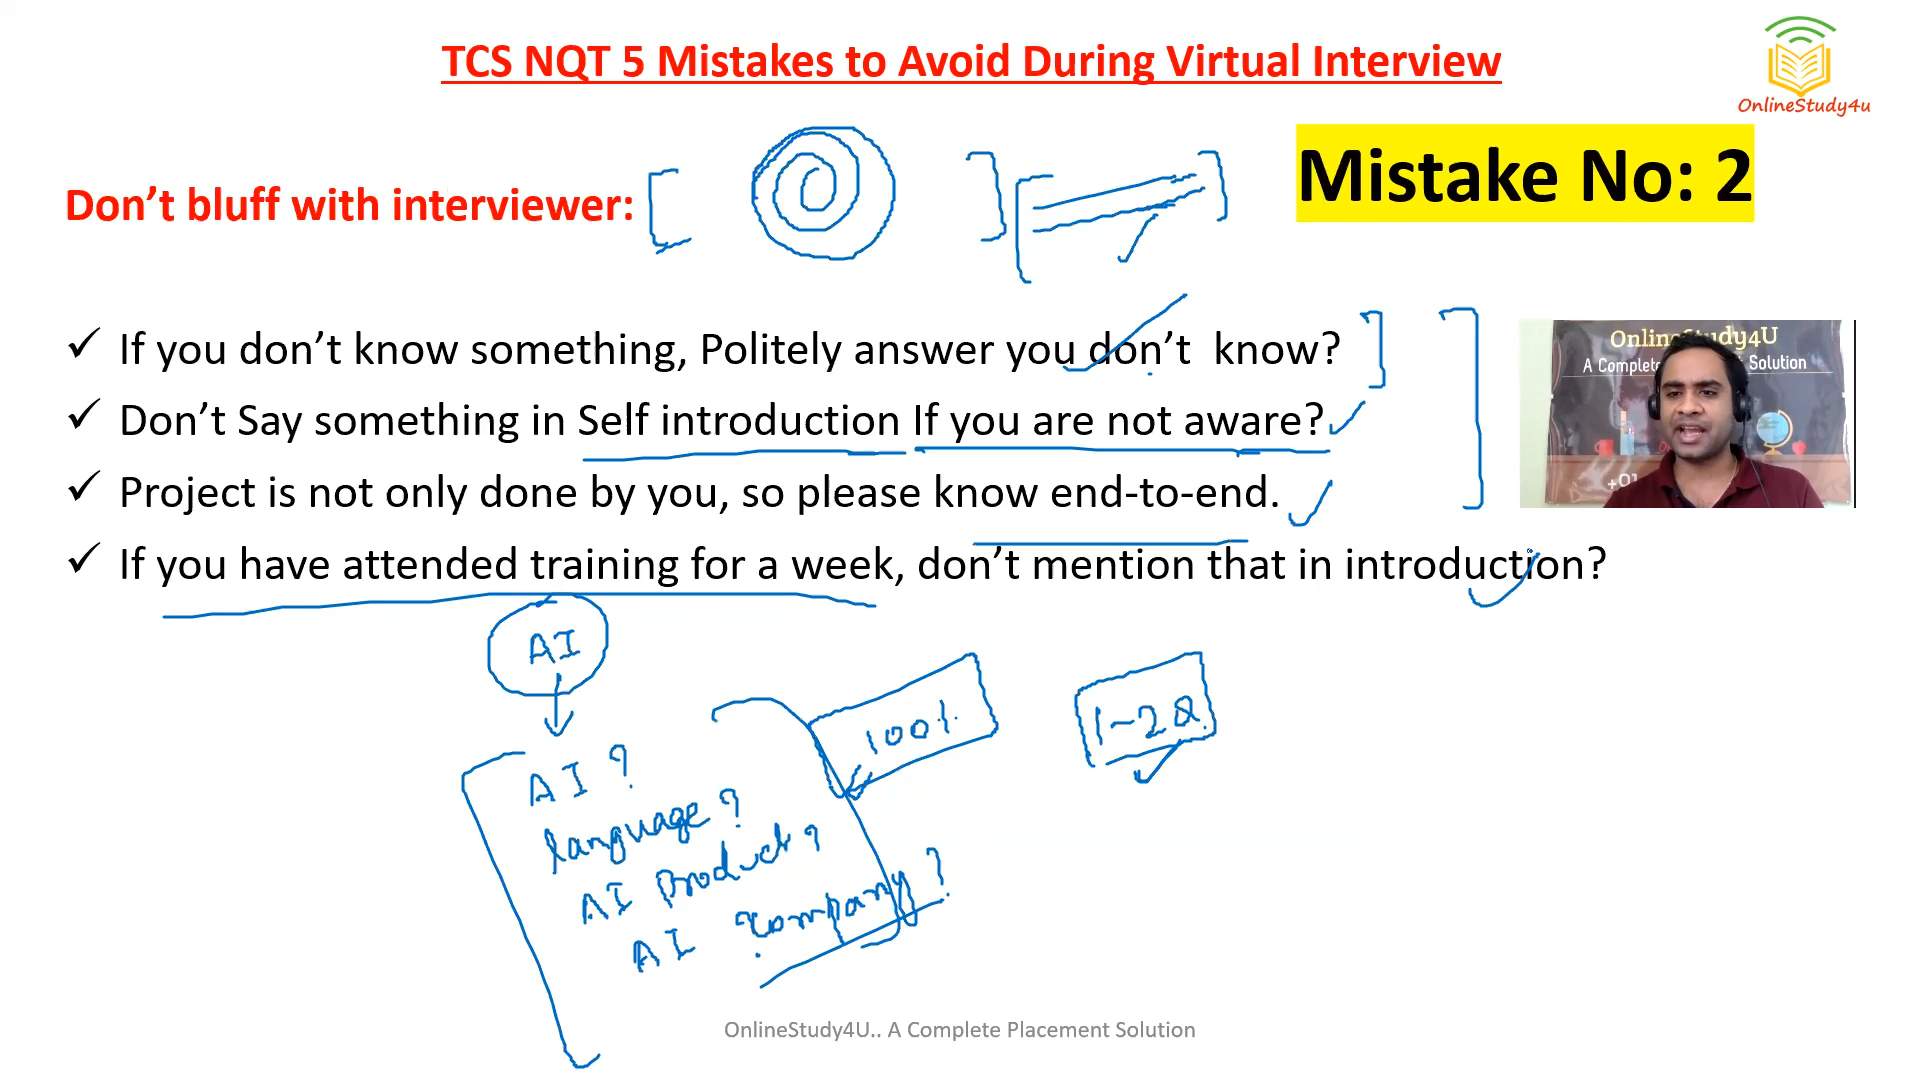 TCS NQT 5 Mistakes to Avoid During Virtual Interview
OnlineStudy4u
Mistake No: 2
Don't bluff with interviewer:
✓ If you don't know something, Politely answer you don't  know?
✓ Don't Say something in Self introduction If you are not aware?
✓ Project is not only done by you, so please know end-to-end.
✓ If you have attended training for a week, don't mention that in introduction?
OnlineStudy4U
A Complete Solution
AI
100%
1-2Q
AI ?
language?
AI Product?
AI Company?
OnlineStudy4U.. A Complete Placement Solution